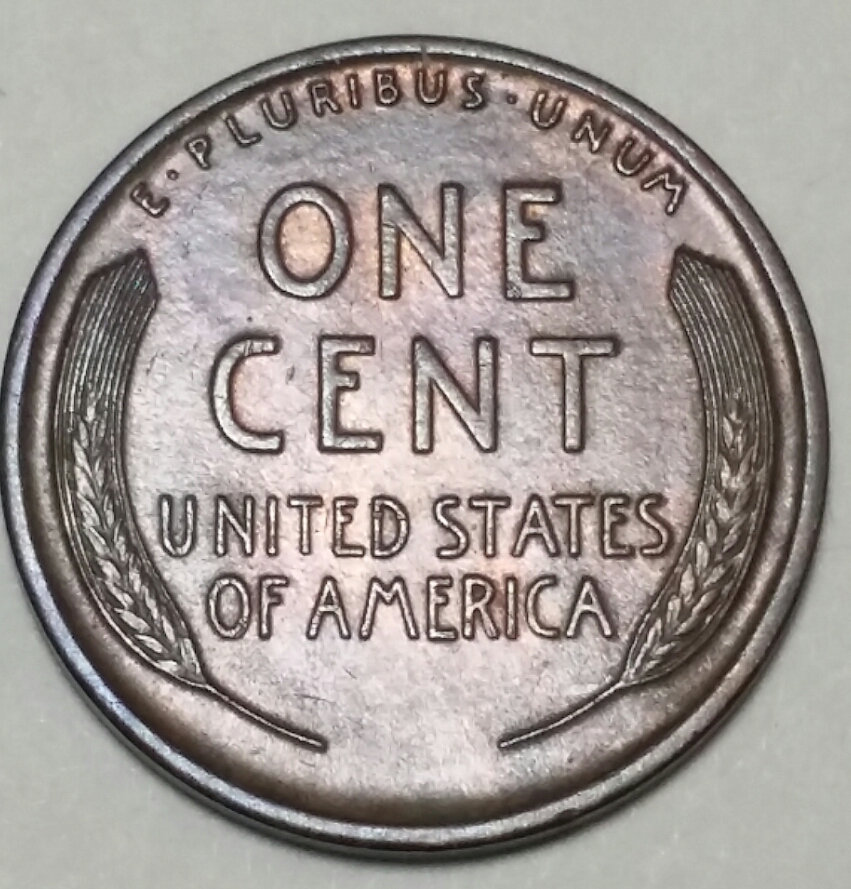 E·PLURIBUS·UNUM
ONE
CENT
UNITED STATES
OF AMERICA